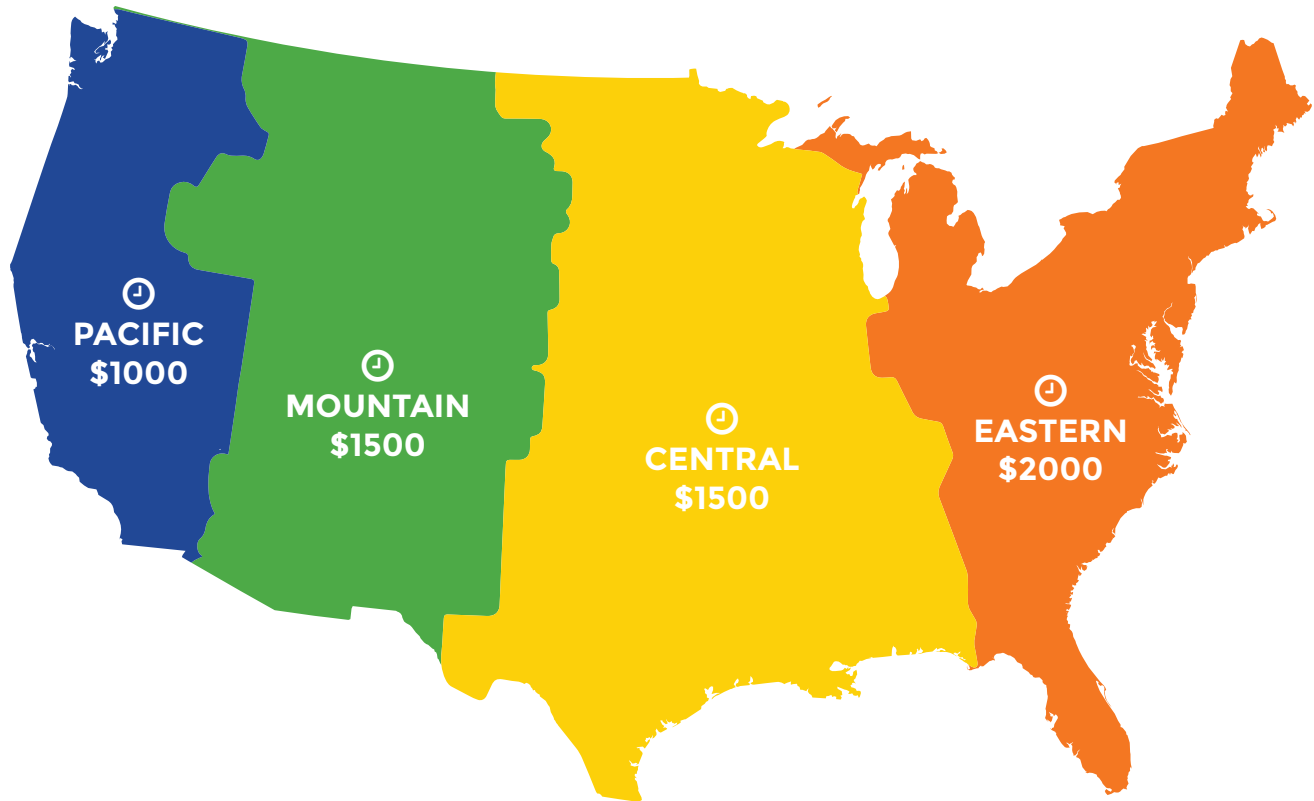 PACIFIC
$1000
MOUNTAIN
$1500
CENTRAL
$1500
EASTERN
$2000